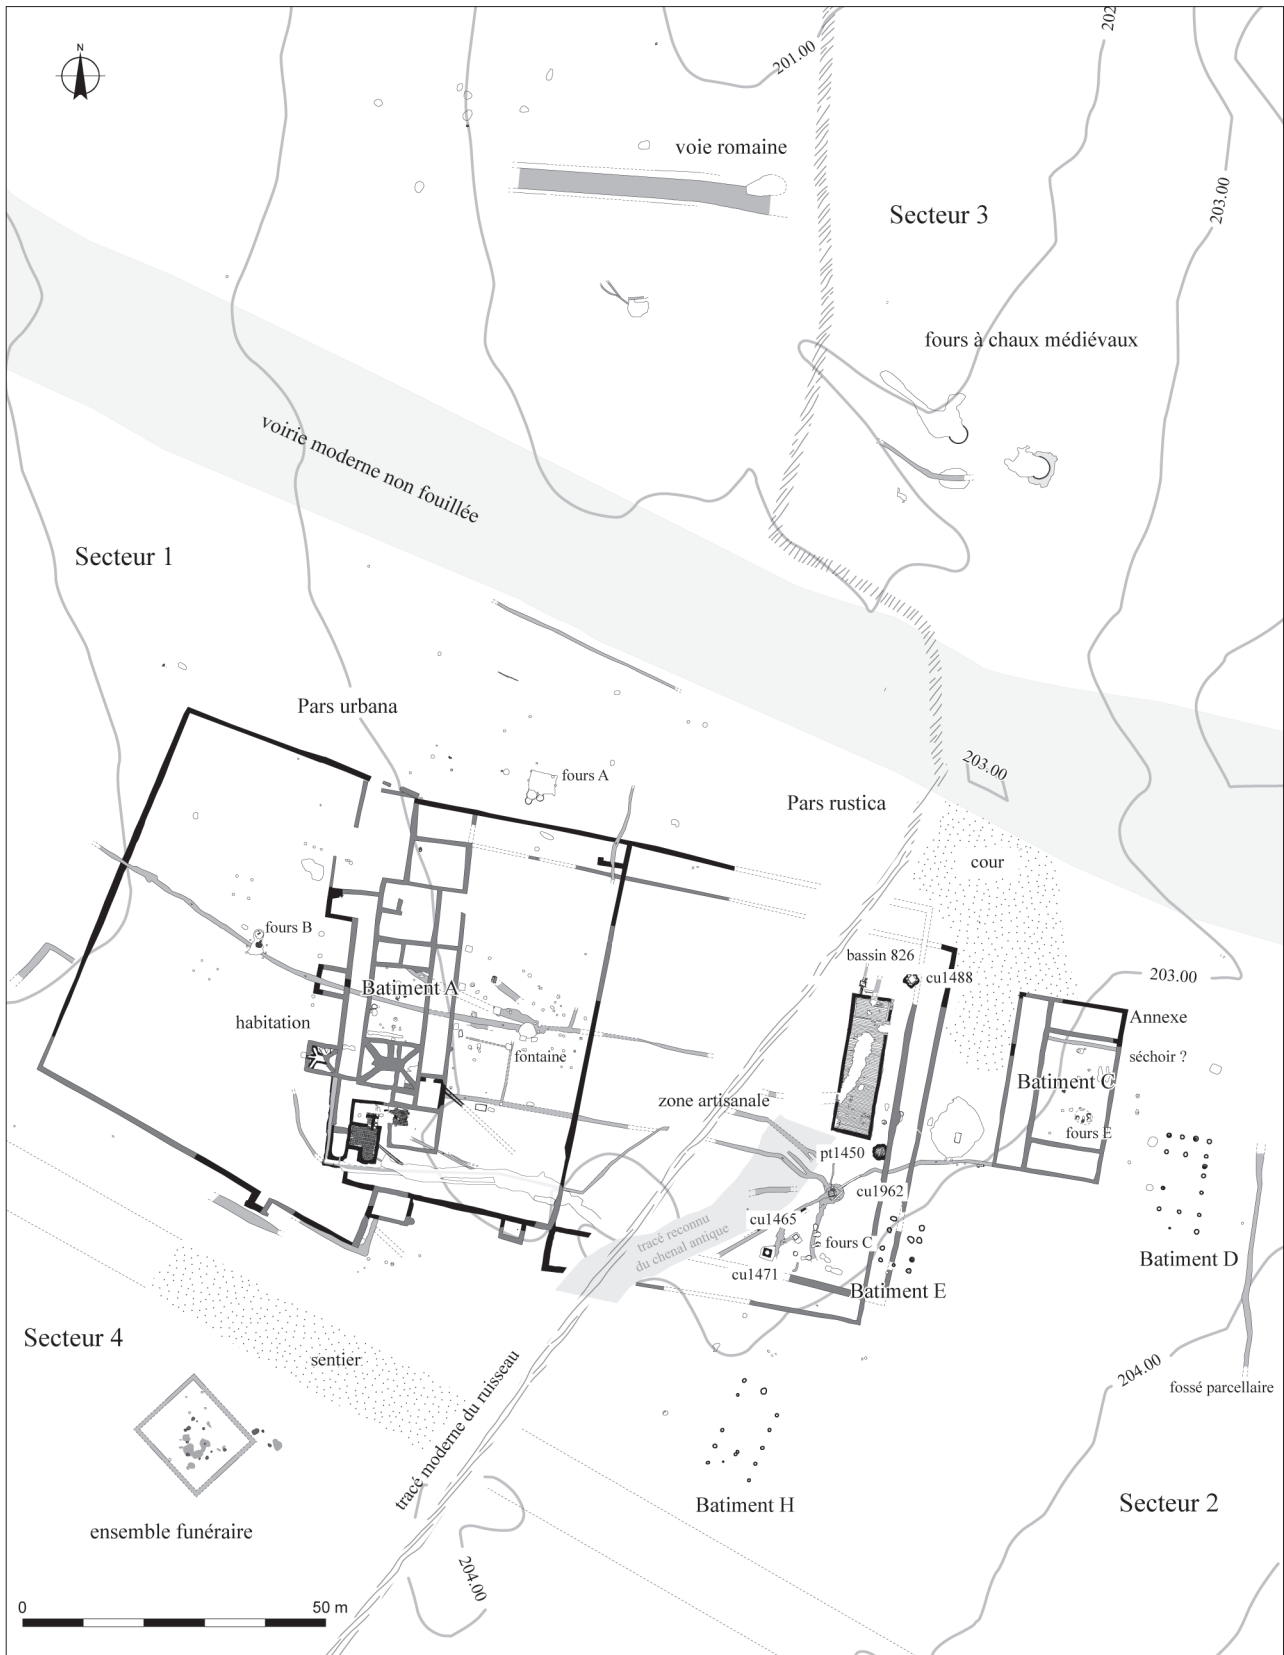 N
201.00
202
voie romaine
Secteur 3
203.00
fours à chaux médiévaux
voirie moderne non fouillée
Secteur 1
Pars urbana
203.00
fours A
Pars rustica
cour
fours B
bassin 826
cu1488
203.00
Batiment A
habitation
Annexe
fontaine
séchoir ?
Batiment C
zone artisanale
fours E
pt1450
cu1962
cu1465
tracé reconnu
du chenal antique
fours C
cu1471
Batiment E
Batiment D
Secteur 4
sentier
204.00
fossé parcellaire
tracé moderne du ruisseau
Batiment H
Secteur 2
ensemble funéraire
204.00
0
50 m